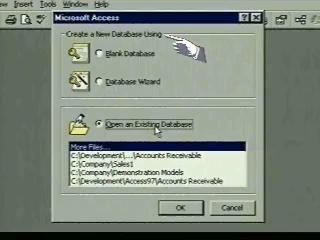 ew Insert Tools Window Help
Microsoft Access
Create a New Database Using
Blank Database
Database Wizard
Open an Existing Database
More Files...
C:\Development\...\Accounts Receivable
C:\Company\Sales1
C:\Company\Demonstration Models
C:\Development\Access97\Accounts Receivable
OK
Cancel